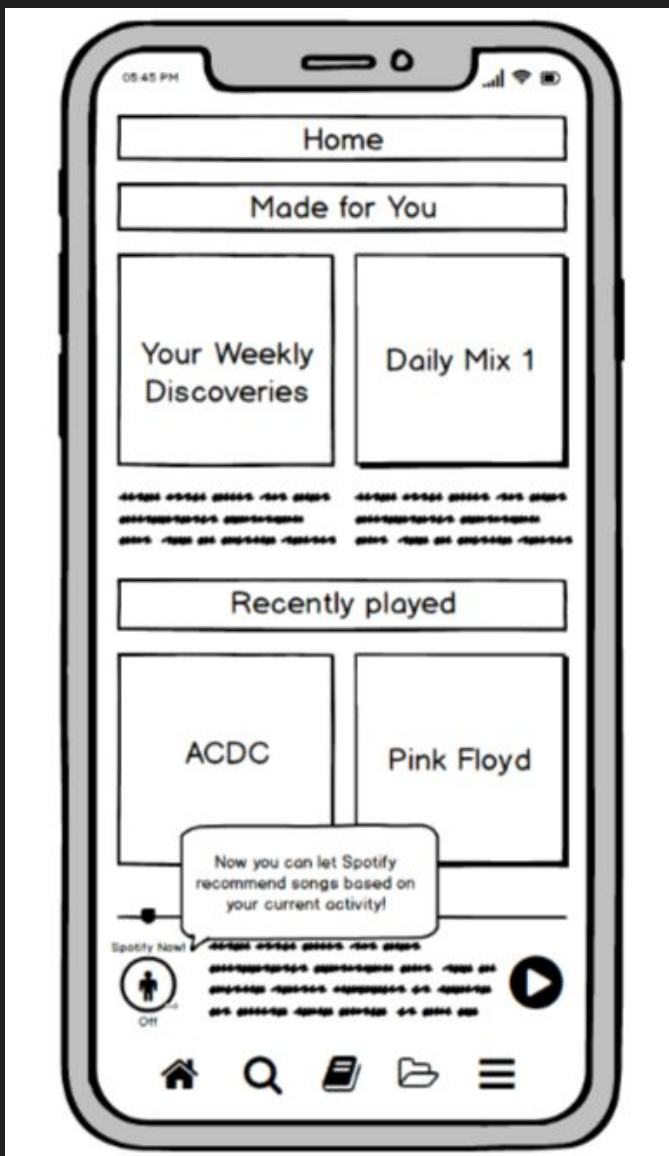 05:45 PM
Home
Made for You
Your Weekly
Discoveries
Daily Mix 1
Recently played
ACDC
Pink Floyd
Now you can let Spotify
recommend songs based on
your current activity!
Spotify Now!
Off